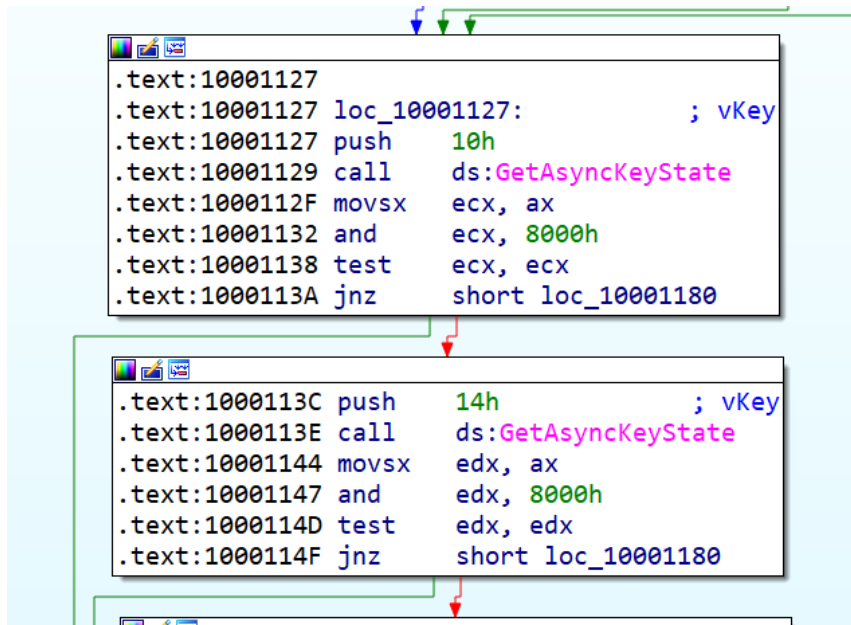 .text:10001127
.text:10001127 loc_10001127: ; vKey
.text:10001127 push 10h
.text:10001129 call ds:GetAsyncKeyState
.text:1000112F movsx ecx, ax
.text:10001132 and ecx, 8000h
.text:10001138 test ecx, ecx
.text:1000113A jnz short loc_10001180
.text:1000113C push 14h ; vKey
.text:1000113E call ds:GetAsyncKeyState
.text:10001144 movsx edx, ax
.text:10001147 and edx, 8000h
.text:1000114D test edx, edx
.text:1000114F jnz short loc_10001180